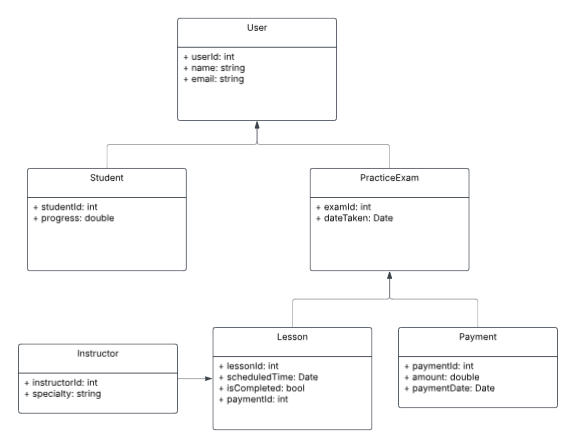 User
+ userId: int
+ name: string
+ email: string
Student
+ studentId: int
+ progress: double
PracticeExam
+ examId: int
+ dateTaken: Date
Instructor
+ instructorId: int
+ specialty: string
Lesson
+ lessonId: int
+ scheduledTime: Date
+ isCompleted: bool
+ paymentId: int
Payment
+ paymentId: int
+ amount: double
+ paymentDate: Date